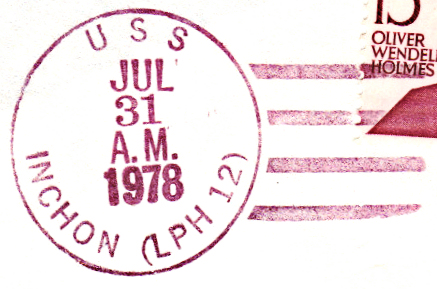 USS
JUL
31
A.M.
1978
INCHON (LPH 12)
15
OLIVER
WENDELL
HOLMES